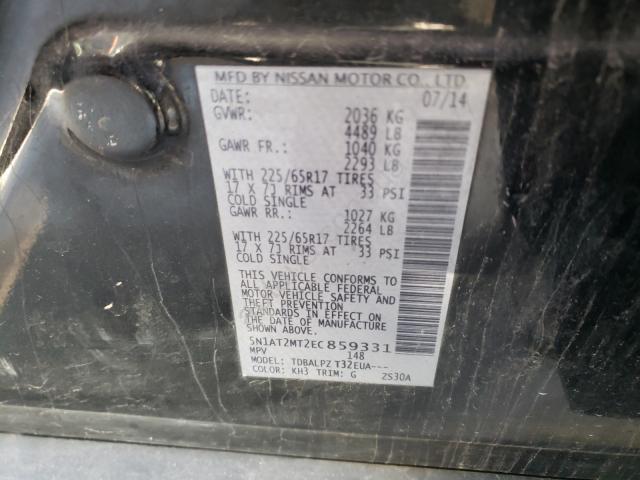 MFD BY NISSAN MOTOR CO., LTD
DATE: 07/14
GVWR: 2036 KG
4489 LB
GAWR FR.: 1040 KG
2293 LB
WITH 225/65R17 TIRES
17 X 7J RIMS AT 33 PSI
COLD SINGLE
GAWR RR.: 1027 KG
2264 LB
WITH 225/65R17 TIRES
17 X 7J RIMS AT 33 PSI
COLD SINGLE
THIS VEHICLE CONFORMS TO
ALL APPLICABLE FEDERAL
MOTOR VEHICLE SAFETY AND
THEFT PREVENTION
STANDARDS IN EFFECT ON
THE DATE OF MANUFACTURE
SHOWN ABOVE.
5N1AT2MT2EC859331
MPV 148
MODEL: TDBALPZ T32EUA---
COLOR: KH3 TRIM: G 2S30A